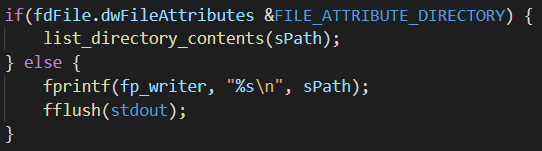 if(fdFile.dwFileAttributes &FILE_ATTRIBUTE_DIRECTORY) {
    list_directory_contents(sPath);
} else {
    fprintf(fp_writer, "%s\n", sPath);
    fflush(stdout);
}